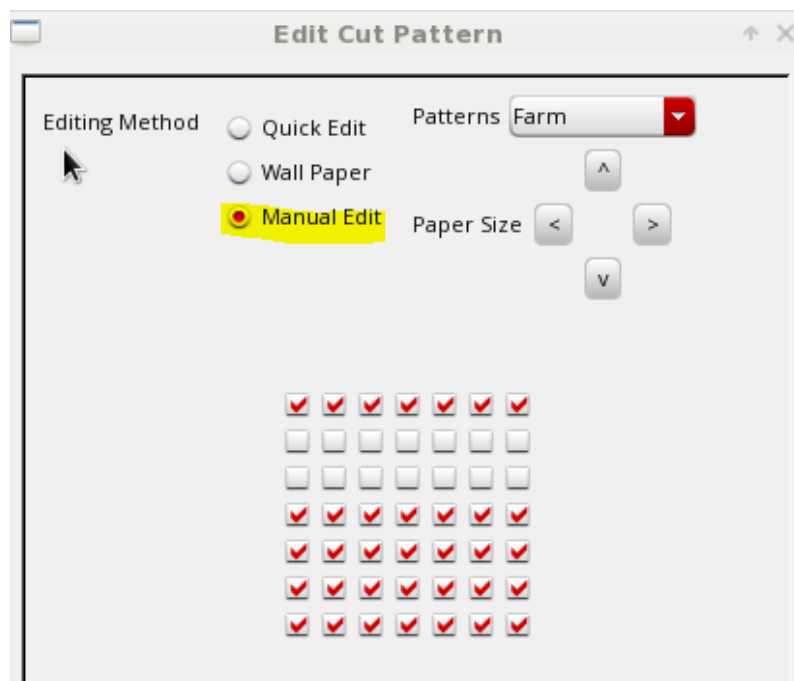 Edit Cut Pattern
Editing Method
Quick Edit
Wall Paper
Manual Edit
Patterns Farm
^
Paper Size < >
v